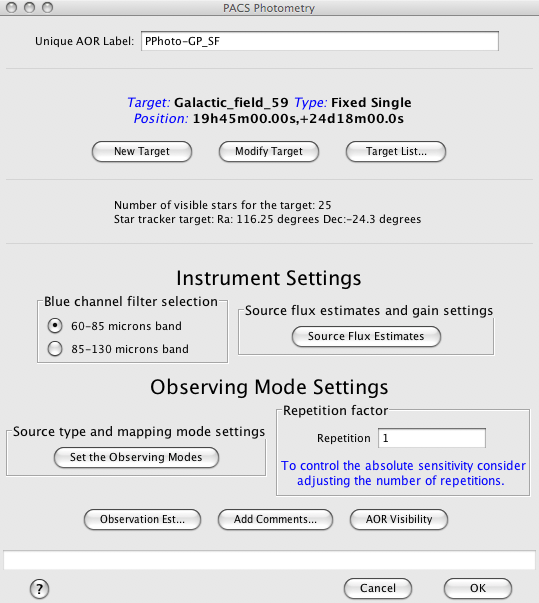 PACS Photometry
Unique AOR Label: PPhoto-GP_SF
Target: Galactic_field_59 Type: Fixed Single
Position: 19h45m00.00s,+24d18m00.0s
New Target Modify Target Target List...
Number of visible stars for the target: 25
Star tracker target: Ra: 116.25 degrees Dec:-24.3 degrees
Instrument Settings
Blue channel filter selection
60-85 microns band
85-130 microns band
Source flux estimates and gain settings
Source Flux Estimates
Observing Mode Settings
Source type and mapping mode settings
Set the Observing Modes
Repetition factor
Repetition 1
To control the absolute sensitivity consider
adjusting the number of repetitions.
Observation Est... Add Comments... AOR Visibility
? Cancel OK